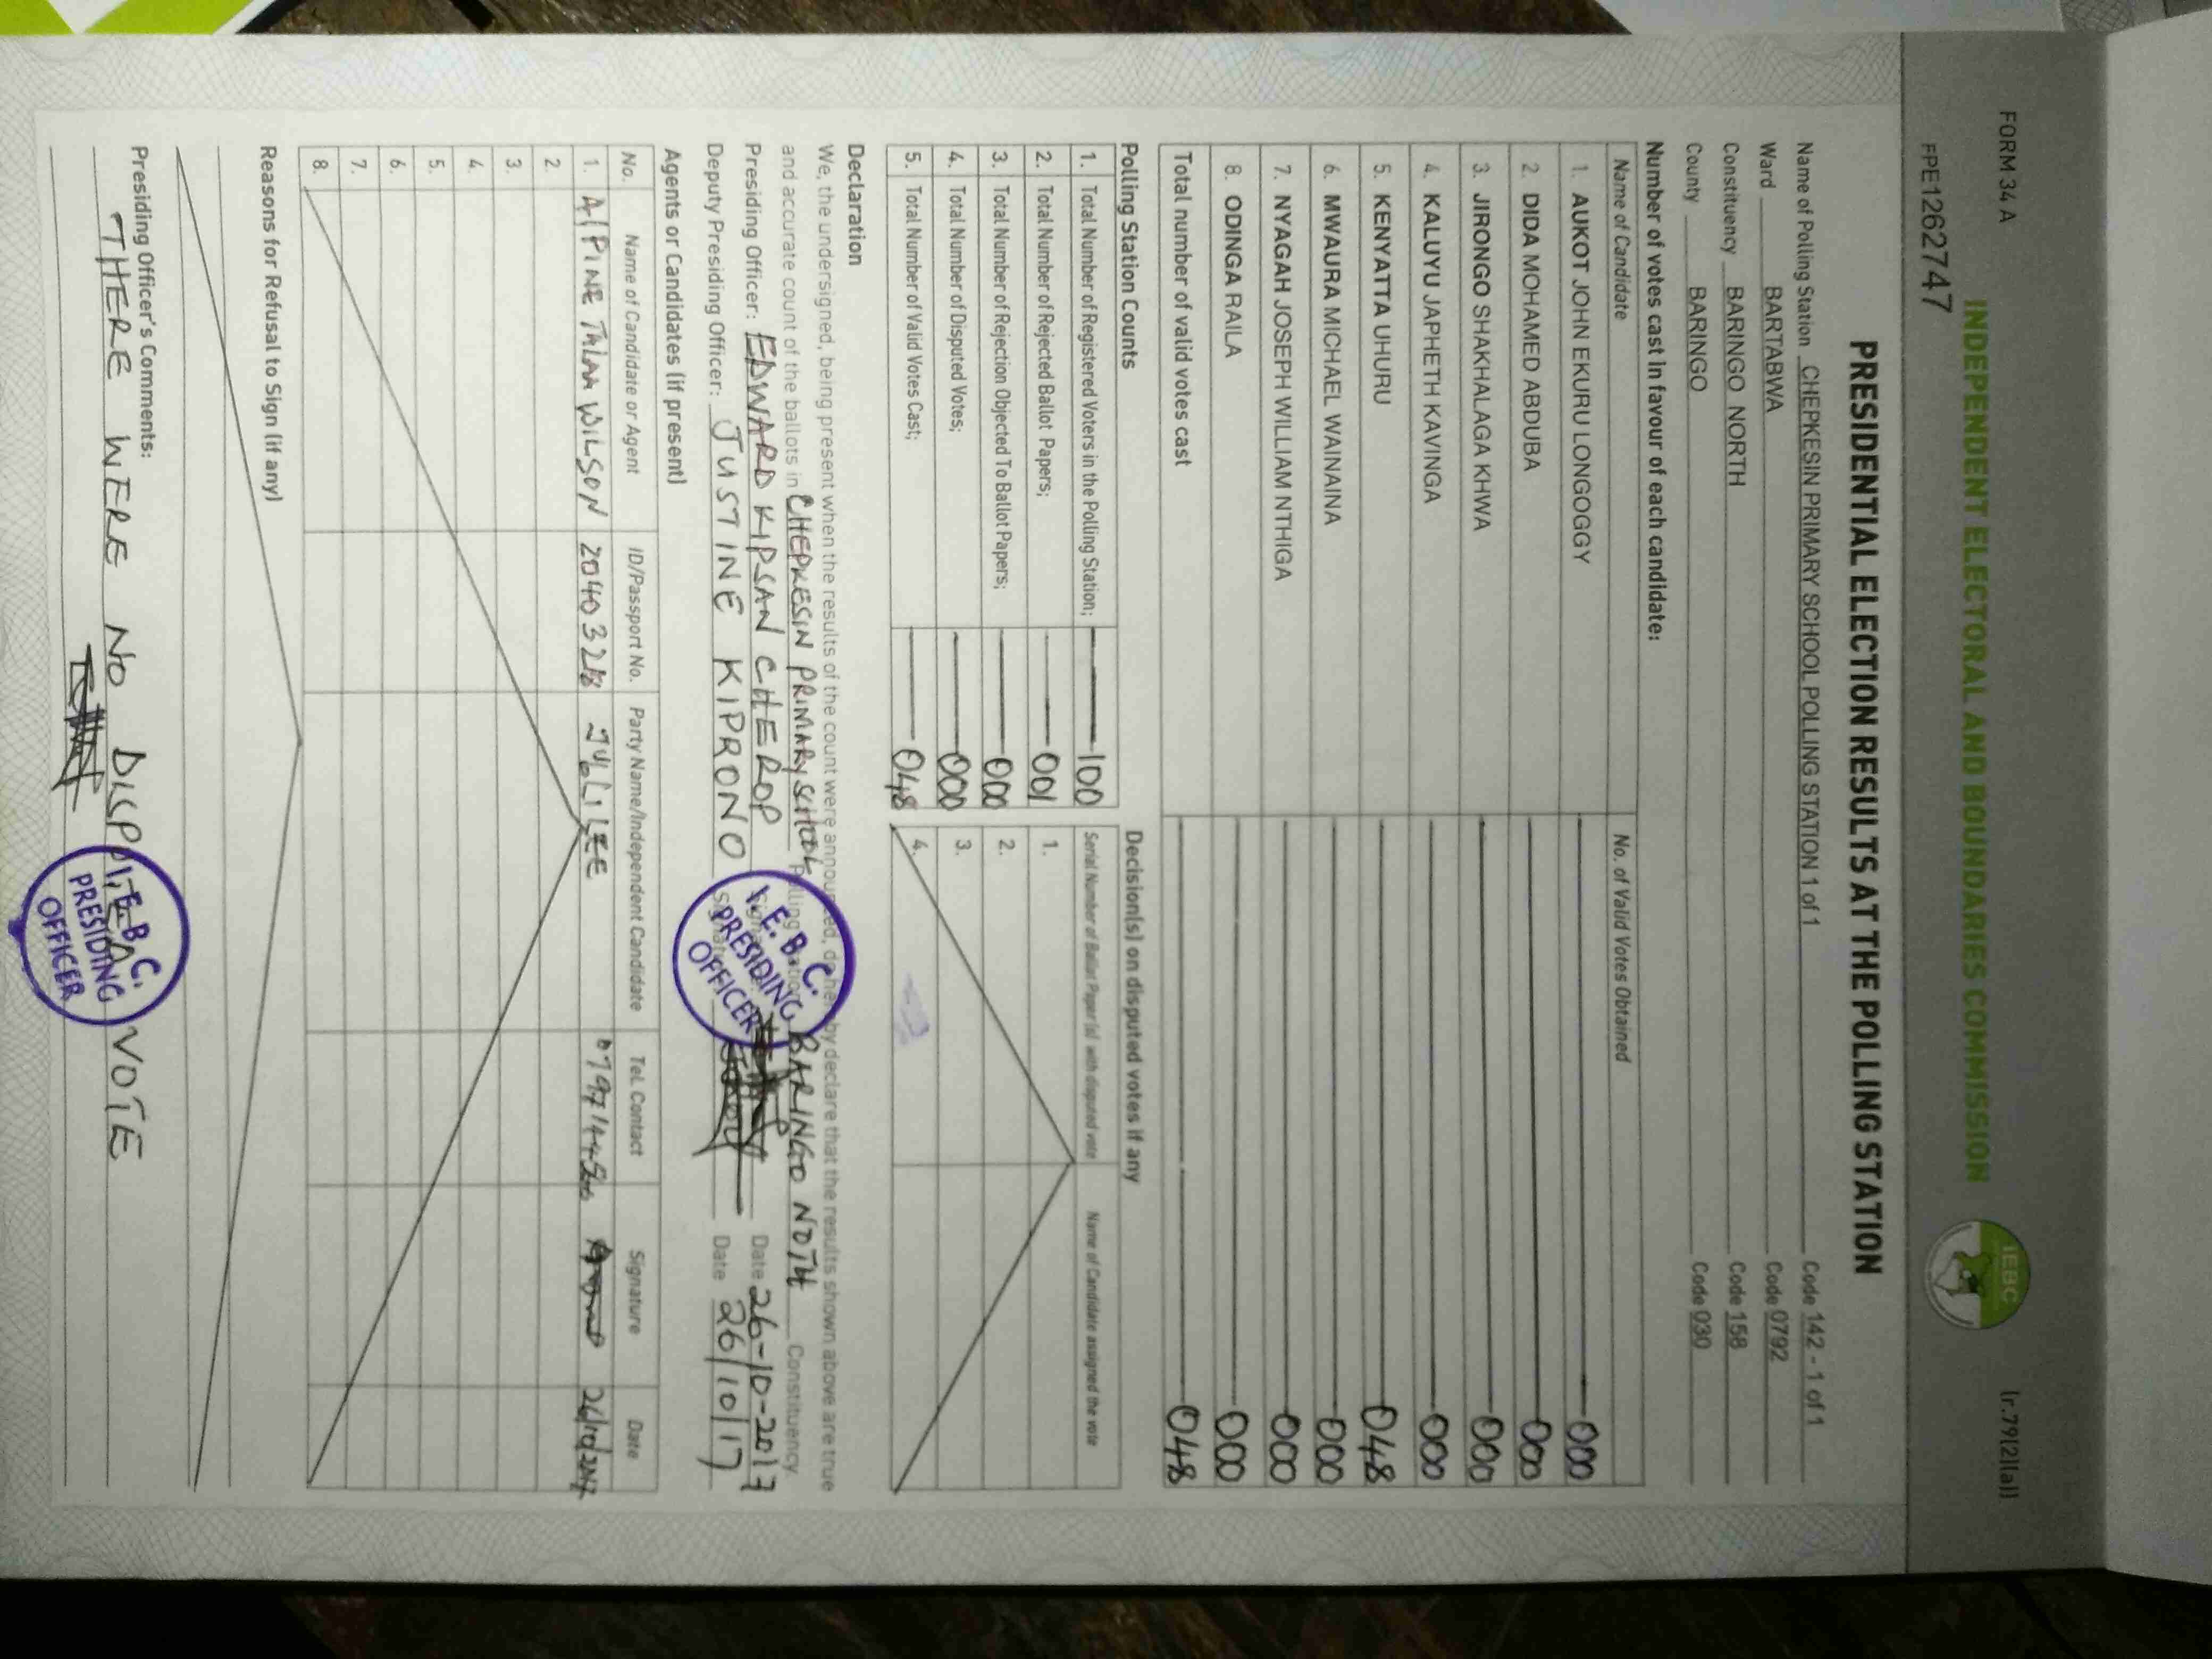 FORM 34 A
(r.79(2)(a))
INDEPENDENT ELECTORAL AND BOUNDARIES COMMISSION
IEBC
FPE1262747
PRESIDENTIAL ELECTION RESULTS AT THE POLLING STATION
Name of Polling Station CHEPKESIN PRIMARY SCHOOL POLLING STATION 1 of 1 Code 142 - 1 of 1
Ward BARTABWA Code 0792
Constituency BARINGO NORTH Code 158
County BARINGO Code 030
Number of votes cast in favour of each candidate:
Name of Candidate No. of Valid Votes Obtained
1. AUKOT JOHN EKURU LONGOGGY 000
2. DIDA MOHAMED ABDUBA 000
3. JIRONGO SHAKHALAGA KHWA 000
4. KALUYU JAPHETH KAVINGA 000
5. KENYATTA UHURU 048
6. MWAURA MICHAEL WAINAINA 000
7. NYAGAH JOSEPH WILLIAM NTHIGA 000
8. ODINGA RAILA 000
Total number of valid votes cast 048
Polling Station Counts Decision(s) on disputed votes if any
Serial Number of Ballot Paper(s) with disputed vote Name of Candidate assigned the vote
1. Total Number of Registered Voters in the Polling Station; 100
2. Total Number of Rejected Ballot Papers; 001 1.
3. Total Number of Rejection Objected To Ballot Papers; 000 2.
4. Total Number of Disputed Votes; 000 3.
5. Total Number of Valid Votes Cast; 048 4.
Declaration
We, the undersigned, being present when the results of the count were announced, do hereby declare that the results shown above are true
and accurate count of the ballots in CHEPKESIN PRIMARY SCHOOL Polling Station BARINGO NOTH Constituency
Presiding Officer: EDWARD KIPSAN CHEROP Signature Date 26-10-2017
Deputy Presiding Officer: JUSTINE KIPRONO Signature Date 26/10/17
I. E. B. C.
PRESIDING
OFFICER
Agents or Candidates (if present)
No. Name of Candidate or Agent ID/Passport No. Party Name/Independent Candidate Tel. Contact Signature Date
1. WILSON JUBLILEE
2.
3.
4.
5.
6.
7.
8.
Reasons for Refusal to Sign (if any)
Presiding Officer's Comments:
THERE WERE NO VOTE
I. E. B. C.
PRESIDING
OFFICER